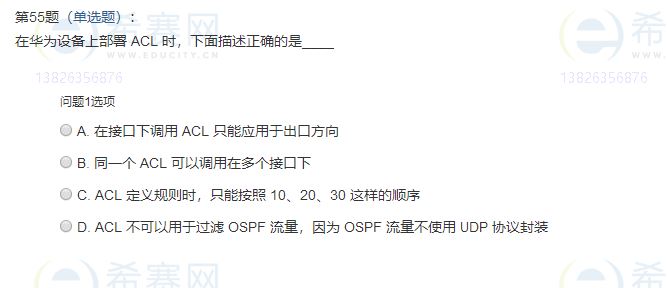 第55题（单选题）：
在华为设备上部署 ACL 时，下面描述正确的是____
希赛网
WWW.EDUCITY.CN
希
WWW.E
13826356876
13826356876
问题1选项
A. 在接口下调用 ACL 只能应用于出口方向
B. 同一个 ACL 可以调用在多个接口下
C. ACL 定义规则时，只能按照 10、20、30 这样的顺序
D. ACL 不可以用于过滤 OSPF 流量，因为 OSPF 流量不使用 UDP 协议封装
希赛网
希